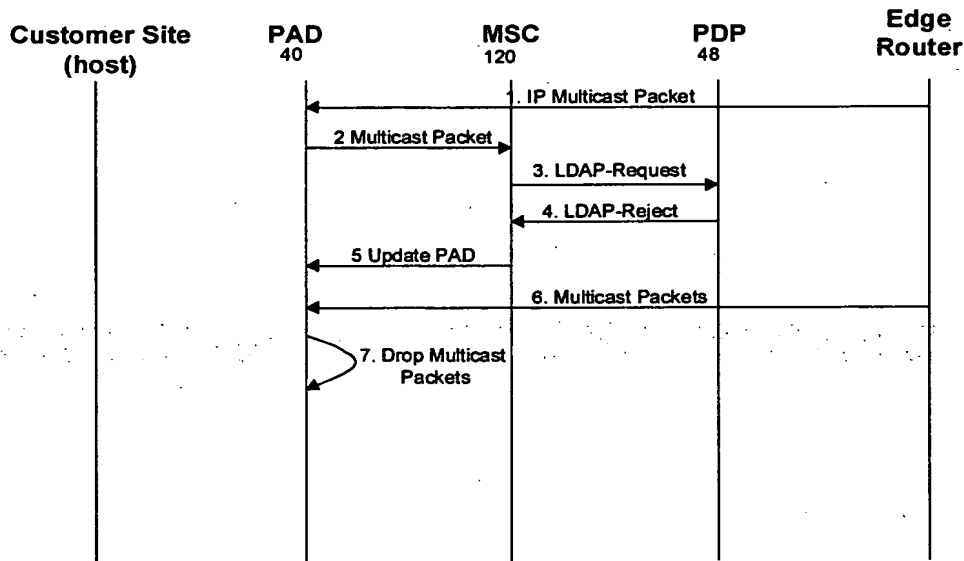 Customer Site
(host)
PAD
40
MSC
120
PDP
48
Edge
Router
1. IP Multicast Packet
2 Multicast Packet
3. LDAP-Request
4. LDAP-Reject
5 Update PAD
6. Multicast Packets
7. Drop Multicast
Packets